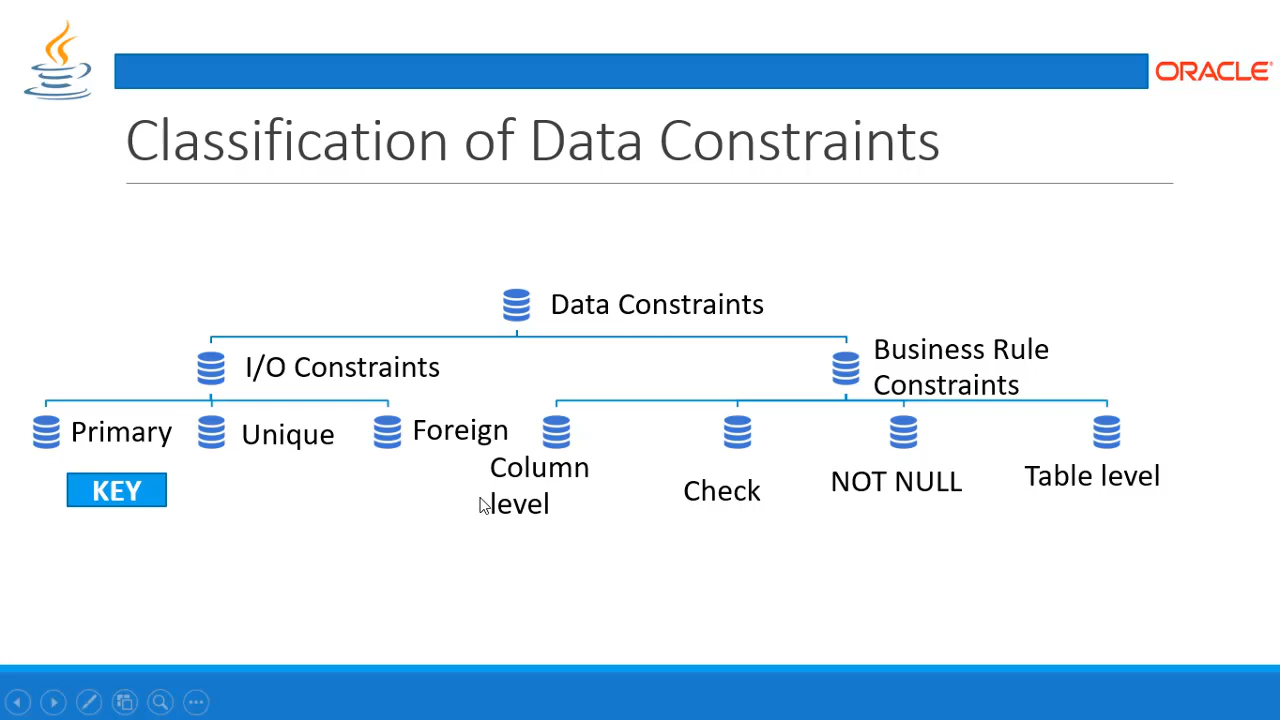 ORACLE
Classification of Data Constraints
Data Constraints
I/O Constraints
Business Rule
Constraints
Primary
Unique
Foreign
KEY
Column
level
Check
NOT NULL
Table level